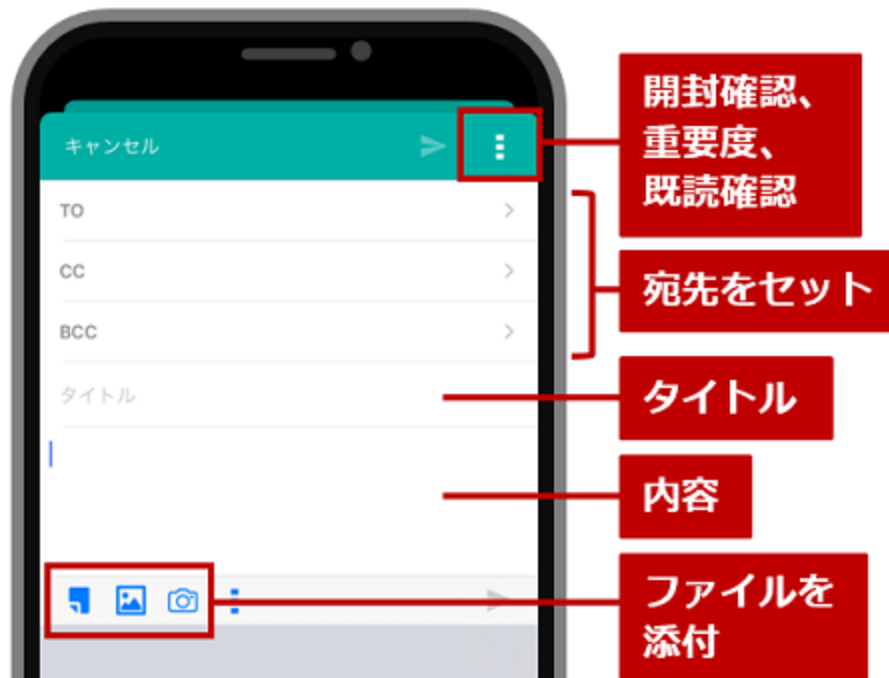 キャンセル
TO
CC
BCC
タイトル
開封確認、
重要度、
既読確認
宛先をセット
タイトル
内容
ファイルを
添付